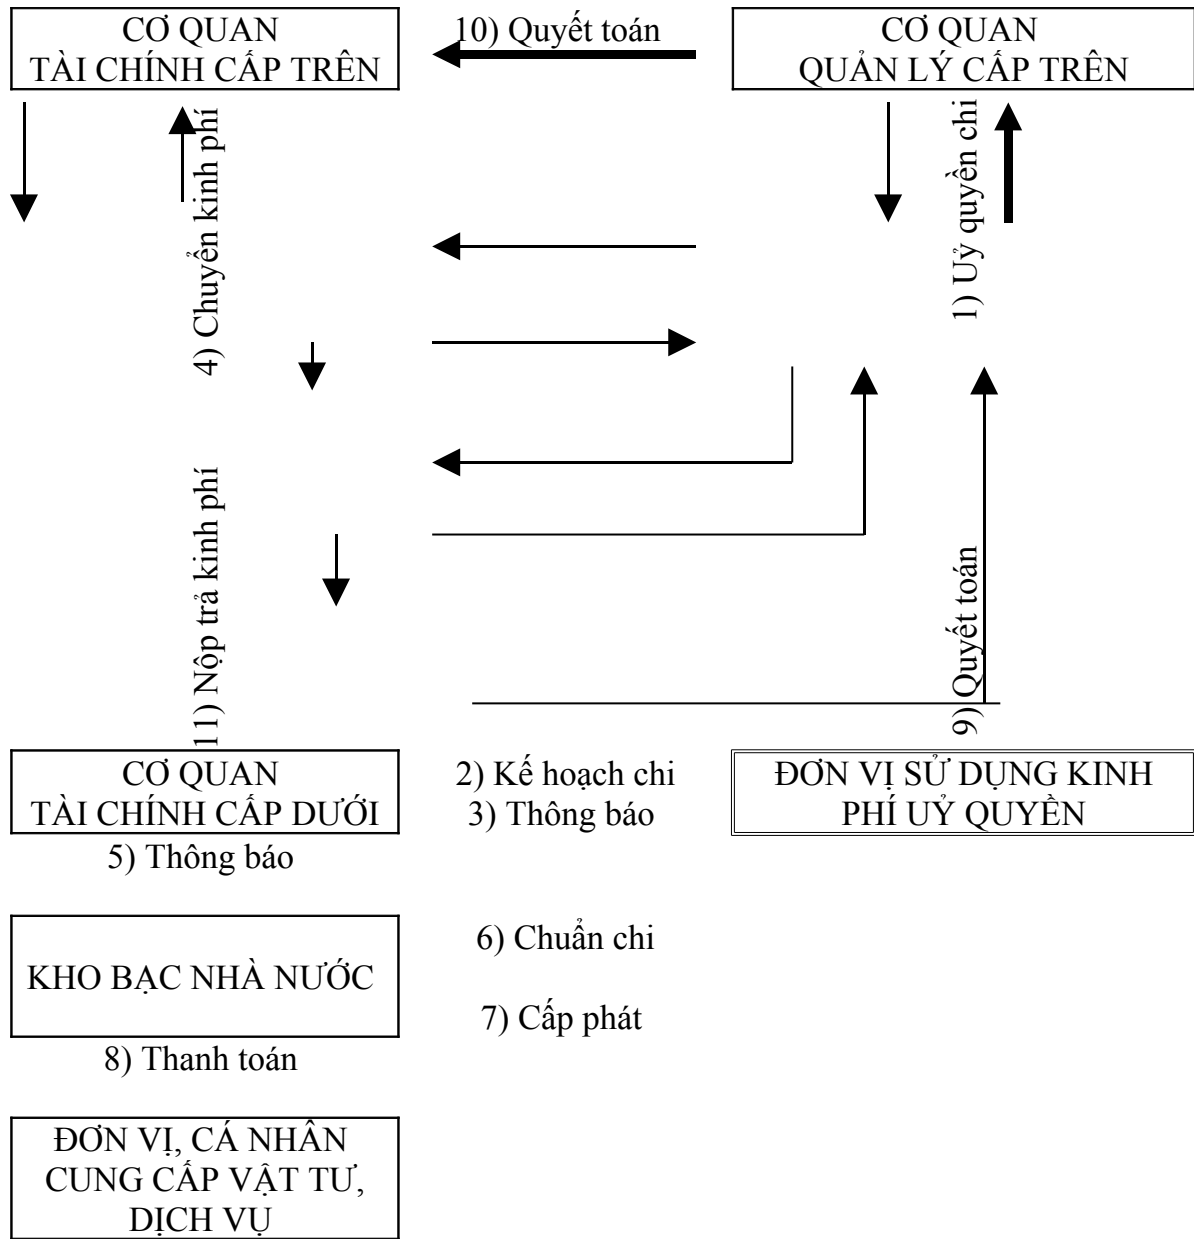 CƠ QUAN
TÀI CHÍNH CẤP TRÊN
10) Quyết toán
CƠ QUAN
QUẢN LÝ CẤP TRÊN
4) Chuyển kinh phí
1) Uỷ quyền chi
11) Nộp trả kinh phí
9) Quyết toán
CƠ QUAN
TÀI CHÍNH CẤP DƯỚI
2) Kế hoạch chi
3) Thông báo
ĐƠN VỊ SỬ DỤNG KINH
PHÍ UỶ QUYỀN
5) Thông báo
KHO BẠC NHÀ NƯỚC
6) Chuẩn chi
7) Cấp phát
8) Thanh toán
ĐƠN VỊ, CÁ NHÂN
CUNG CẤP VẬT TƯ,
DỊCH VỤ